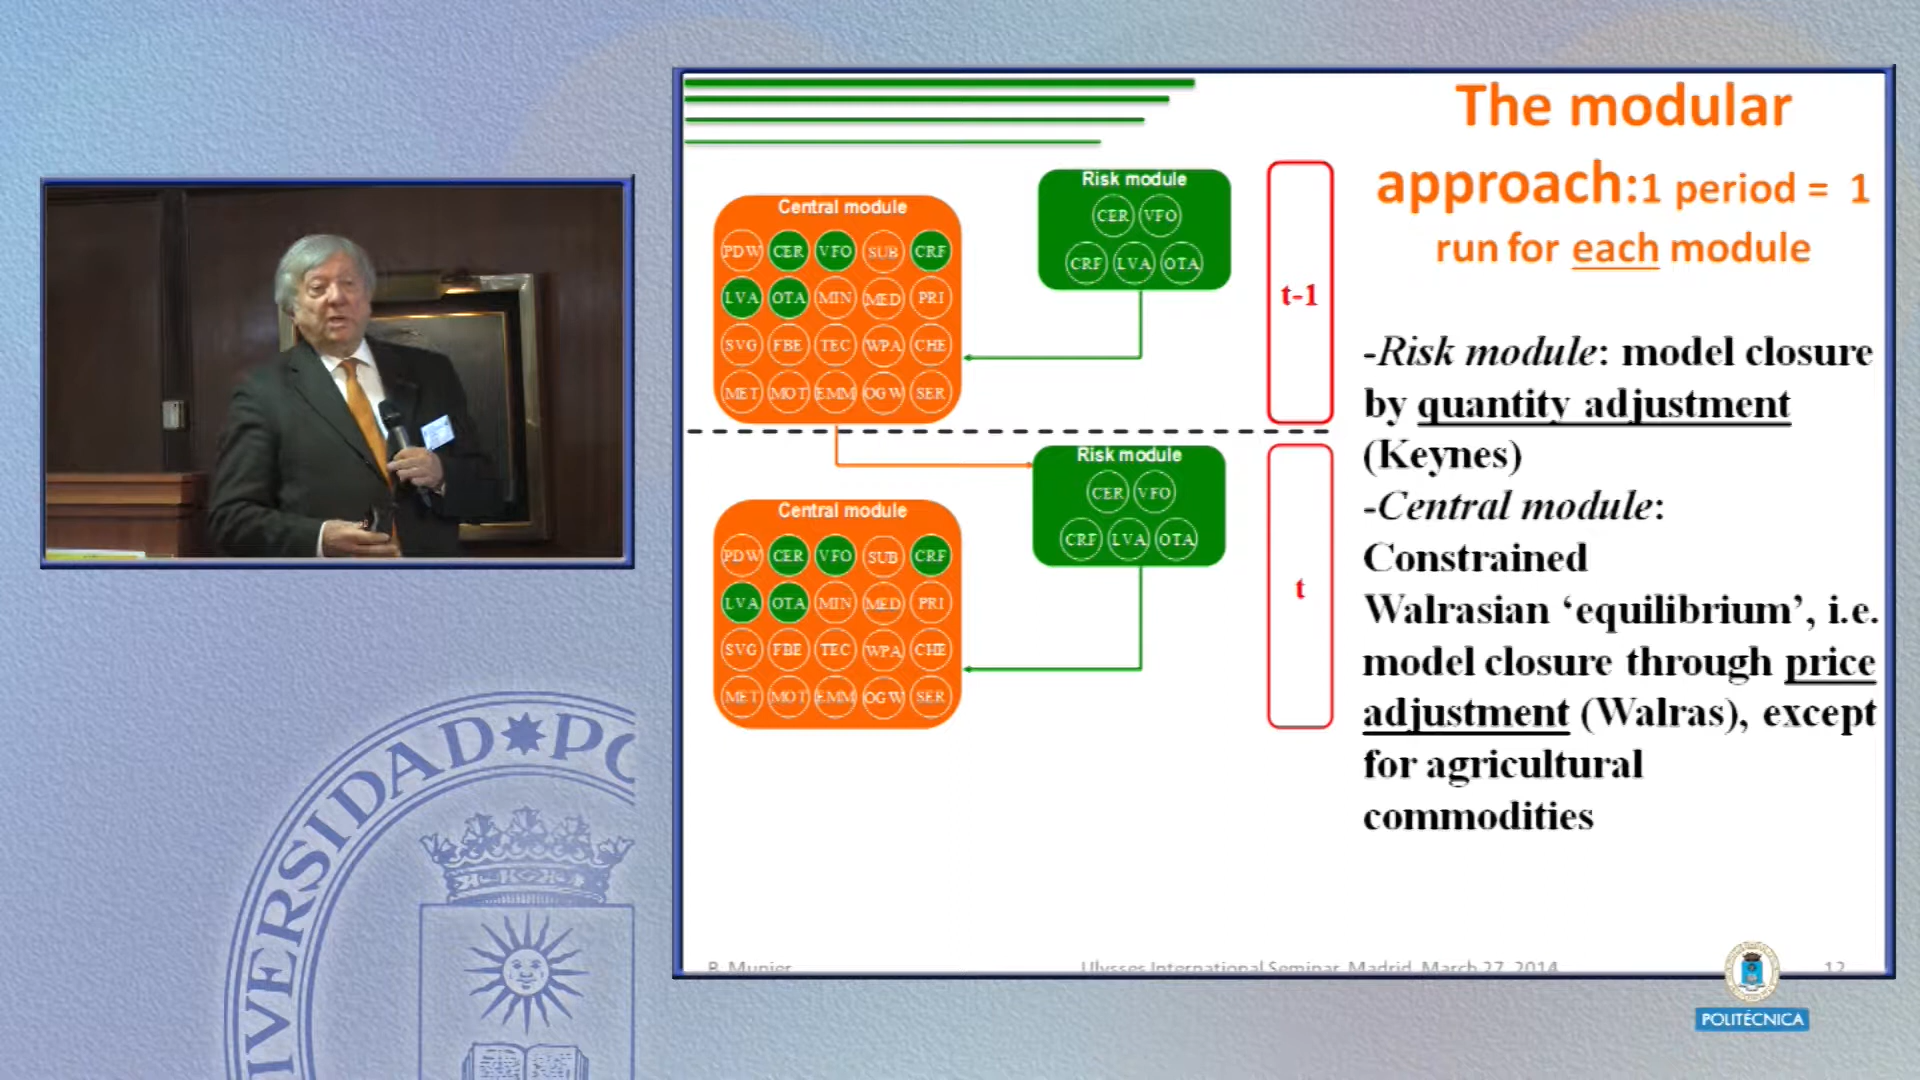 The modular
approach:1 period = 1
run for each module
Risk module
CER VFO
CRF LVA OTA
Central module
PDW CER VFO SUB CRF
LVA OTA MIN MED PRI
SVG FBE TEC WPA CHE
MET MOT EMM OGW SER
t-1
Risk module
CER VFO
CRF LVA OTA
Central module
PDW CER VFO SUB CRF
LVA OTA MIN MED PRI
SVG FBE TEC WPA CHE
MET MOT EMM OGW SER
t
-Risk module: model closure
by quantity adjustment
(Keynes)
-Central module:
Constrained
Walrasian ‘equilibrium’, i.e.
model closure through price
adjustment (Walras), except
for agricultural
commodities
B. Munier
Ulysses International Seminar, Madrid, March 27, 2014
12
POLITÉCNICA
IVERSIDAD PO